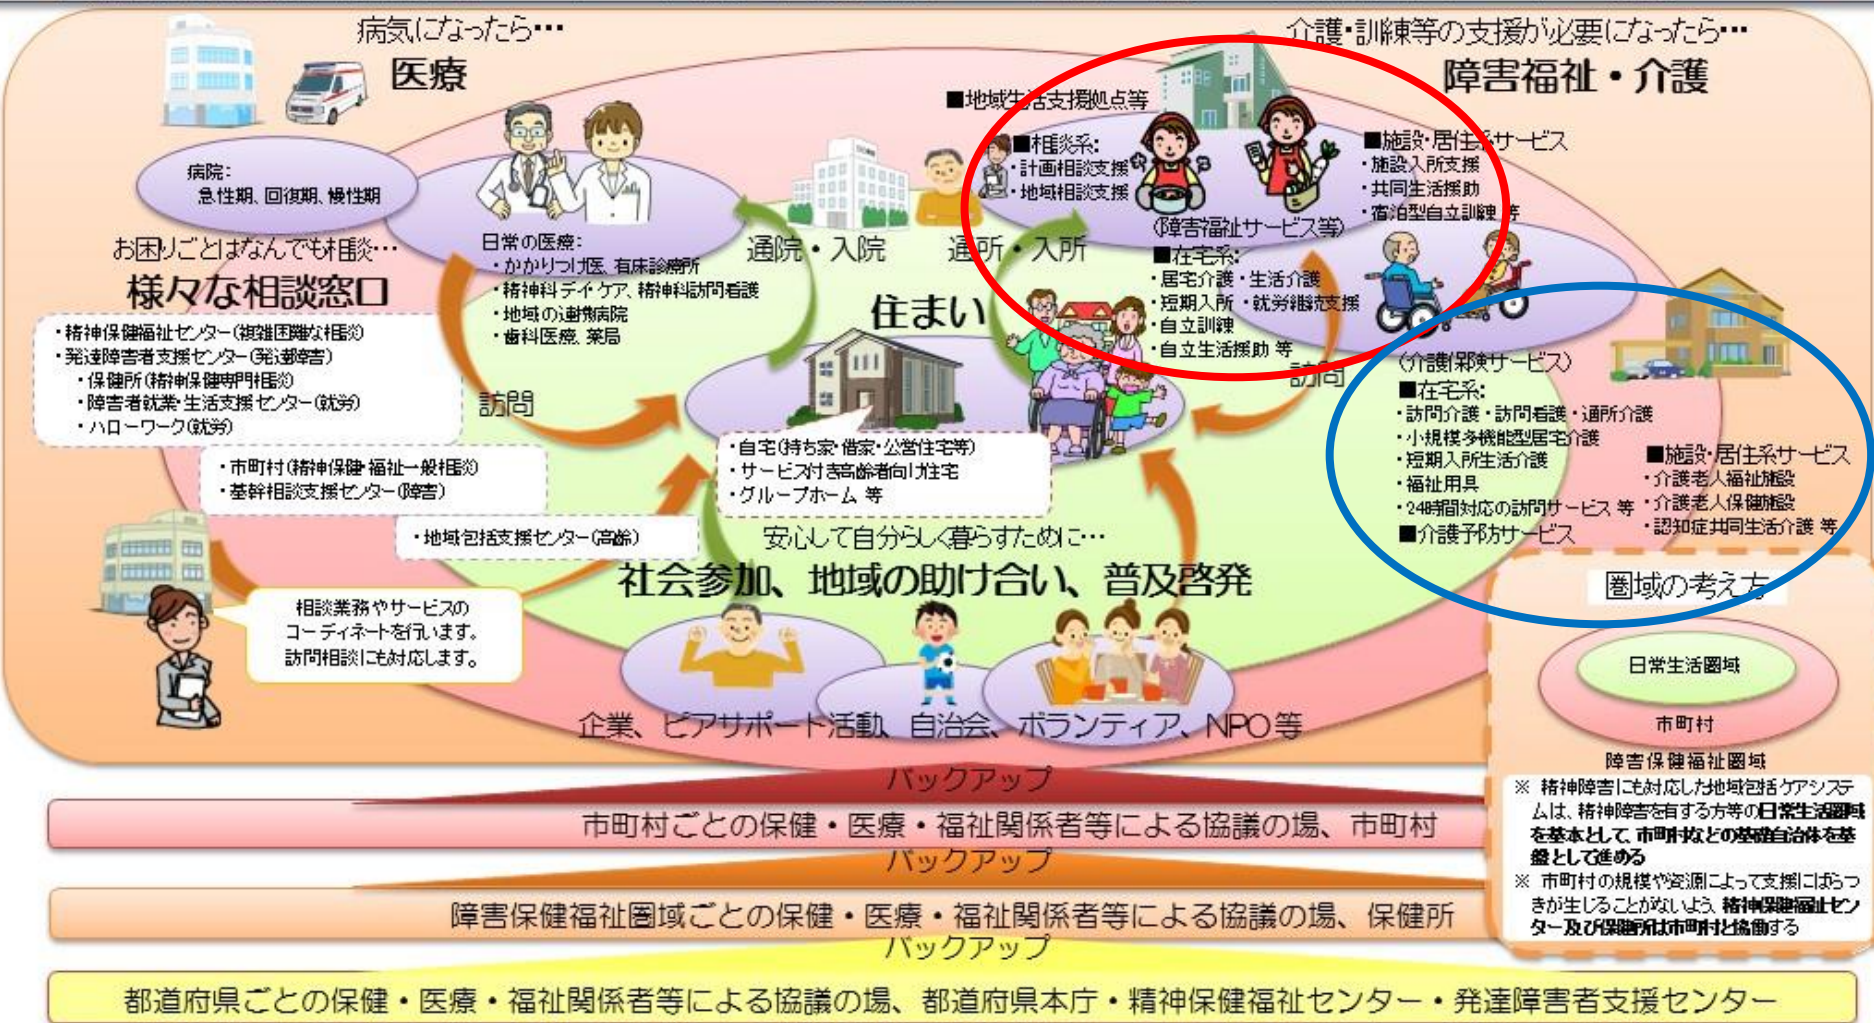 病気になったら…
医療
介護・訓練等の支援が必要になったら…
障害福祉・介護
病院:
急性期、回復期、慢性期
日常の医療:
・かかりつけ医、有床診療所
・精神科デイ・ケア、精神科訪問看護
・地域の連携病院
・歯科医療、薬局
通院・入院
通所・入所
■地域生活支援拠点等
■相談系:
・計画相談支援
・地域相談支援
■施設・居住系サービス
・施設入所支援
・共同生活援助
・宿泊型自立訓練 等
(障害福祉サービス等)
■在宅系:
・居宅介護・生活介護
・短期入所・就労継続支援
・自立訓練
・自立生活援助 等
お困りごとはなんでも相談…
様々な相談窓口
・精神保健福祉センター(複雑困難な相談)
・発達障害者支援センター(発達障害)
・保健所(精神保健専門相談)
・障害者就業・生活支援センター(就労)
・ハローワーク(就労)
・市町村(精神保健・福祉一般相談)
・基幹相談支援センター(障害)
・地域包括支援センター(高齢)
訪問
住まい
訪問
・自宅(持ち家・借家・公営住宅等)
・サービス付き高齢者向け住宅
・グループホーム 等
(介護保険サービス)
■在宅系:
・訪問介護・訪問看護・通所介護
・小規模多機能型居宅介護
・短期入所生活介護
・福祉用具
・24時間対応の訪問サービス 等
■介護予防サービス
■施設・居住系サービス
・介護老人福祉施設
・介護老人保健施設
・認知症共同生活介護 等
相談業務やサービスの
コーディネートを行います。
訪問相談にも対応します。
安心して自分らしく暮らすために…
社会参加、地域の助け合い、普及啓発
企業、ピアサポート活動、自治会、ボランティア、NPO等
圏域の考え方
日常生活圏域
市町村
障害保健福祉圏域
※ 精神障害にも対応した地域包括ケアシステ
ムは、精神障害を有する方等の日常生活圏域
を基本として、市町村などの基礎自治体を基
盤として進める
※ 市町村の規模や資源によって支援にばらつ
きが生じることがないよう、精神保健福祉セン
ター及び保健所は市町村と協働する
バックアップ
市町村ごとの保健・医療・福祉関係者等による協議の場、市町村
バックアップ
障害保健福祉圏域ごとの保健・医療・福祉関係者等による協議の場、保健所
バックアップ
都道府県ごとの保健・医療・福祉関係者等による協議の場、都道府県本庁・精神保健福祉センター・発達障害者支援センター